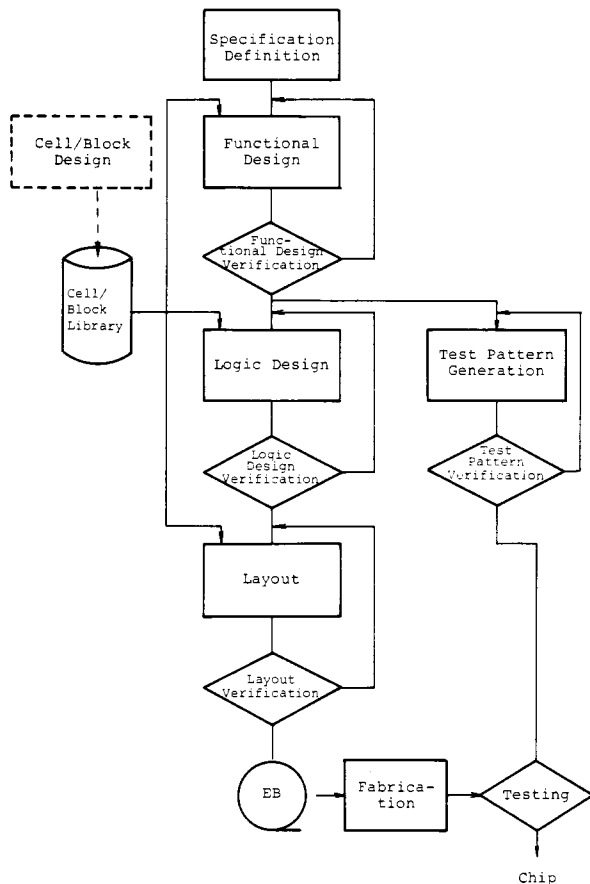 Specification
Definition
Cell/Block
Design
Functional
Design
Func-
tional Design
Verification
Cell/
Block
Library
Logic Design
Test Pattern
Generation
Logic
Design
Verification
Test
Pattern
Verification
Layout
Layout
Verification
EB
Fabrica-
tion
Testing
Chip